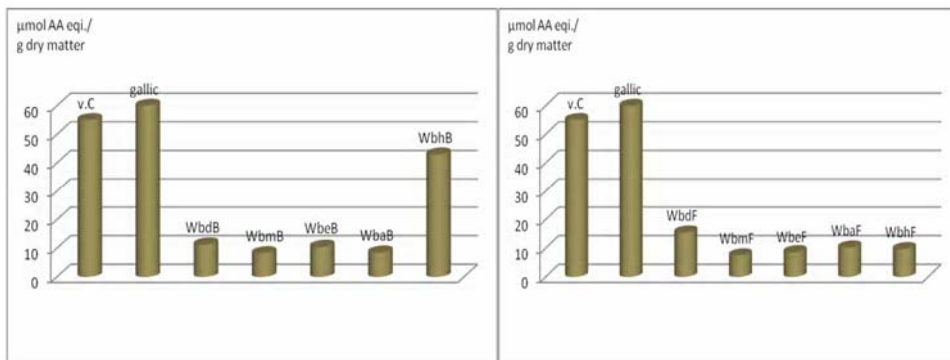 µmol AA eqi./
g dry matter
60
50
40
30
20
10
0
v.C
gallic
WbdB
WbmB
WbeB
WbaB
WbhB
µmol AA eqi./
g dry matter
60
50
40
30
20
10
0
v.C
gallic
WbdF
WbmF
WbeF
WbaF
WbhF